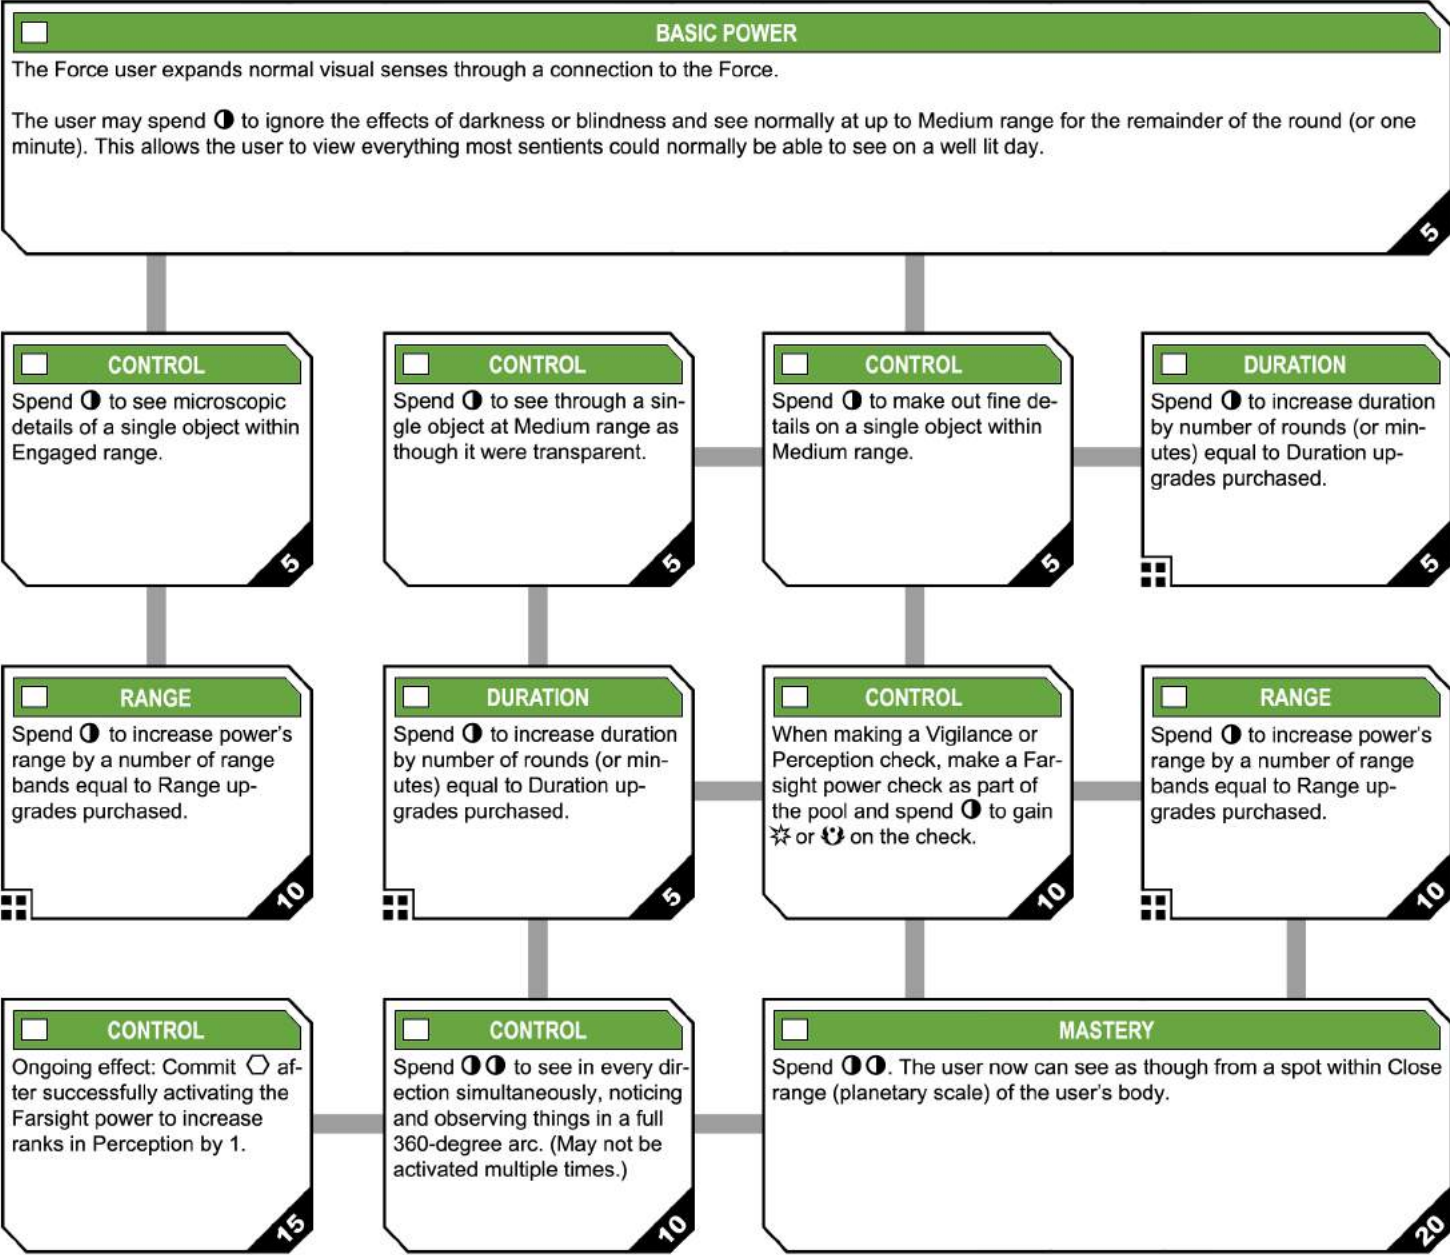 BASIC POWER
The Force user expands normal visual senses through a connection to the Force.
The user may spend ◑ to ignore the effects of darkness or blindness and see normally at up to Medium range for the remainder of the round (or one
minute). This allows the user to view everything most sentients could normally be able to see on a well lit day.
5
CONTROL
Spend ◑ to see microscopic
details of a single object within
Engaged range.
5
CONTROL
Spend ◑ to see through a sin-
gle object at Medium range as
though it were transparent.
5
CONTROL
Spend ◑ to make out fine de-
tails on a single object within
Medium range.
5
DURATION
Spend ◑ to increase duration
by number of rounds (or min-
utes) equal to Duration up-
grades purchased.
5
RANGE
Spend ◑ to increase power's
range by a number of range
bands equal to Range up-
grades purchased.
10
DURATION
Spend ◑ to increase duration
by number of rounds (or min-
utes) equal to Duration up-
grades purchased.
5
CONTROL
When making a Vigilance or
Perception check, make a Far-
sight power check as part of
the pool and spend ◑ to gain
or on the check.
10
RANGE
Spend ◑ to increase power's
range by a number of range
bands equal to Range up-
grades purchased.
10
CONTROL
Ongoing effect: Commit ⬡ af-
ter successfully activating the
Farsight power to increase
ranks in Perception by 1.
15
CONTROL
Spend ◑◑ to see in every dir-
ection simultaneously, noticing
and observing things in a full
360-degree arc. (May not be
activated multiple times.)
10
MASTERY
Spend ◑◑. The user now can see as though from a spot within Close
range (planetary scale) of the user's body.
20